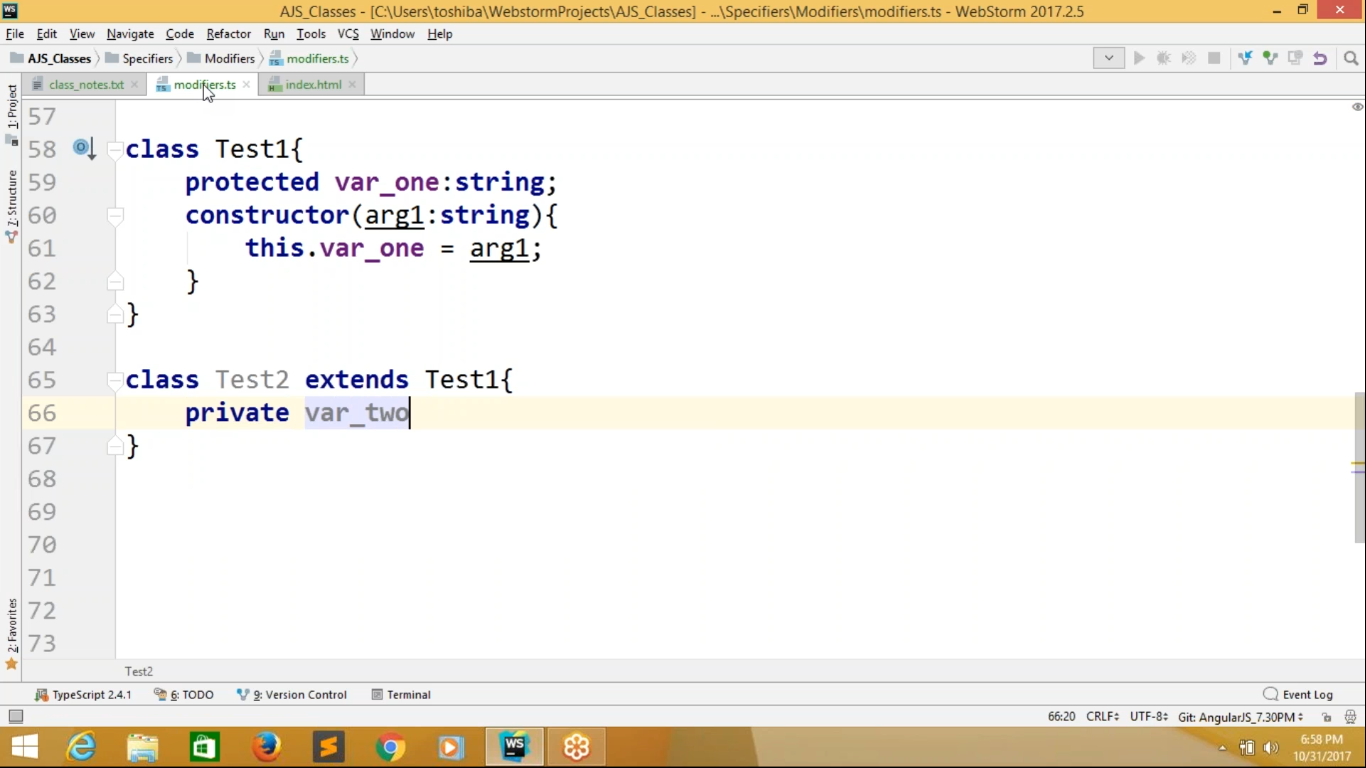 WS
AJS_Classes - [C:\Users\toshiba\WebstormProjects\AJS_Classes] - ...\Specifiers\Modifiers\modifiers.ts - WebStorm 2017.2.5
File Edit View Navigate Code Refactor Run Tools VCS Window Help
AJS_Classes Specifiers Modifiers modifiers.ts
class_notes.txt modifiers.ts index.html
1: Project
7: Structure
2: Favorites
57
58 class Test1{
59 protected var_one:string;
60 constructor(arg1:string){
61 this.var_one = arg1;
62 }
63 }
64
65 class Test2 extends Test1{
66 private var_two
67 }
68
69
70
71
72
73
Test2
TypeScript 2.4.1 6: TODO 9: Version Control Terminal Event Log
66:20 CRLF UTF-8 Git: AngularJS_7.30PM
WS
6:58 PM
10/31/2017